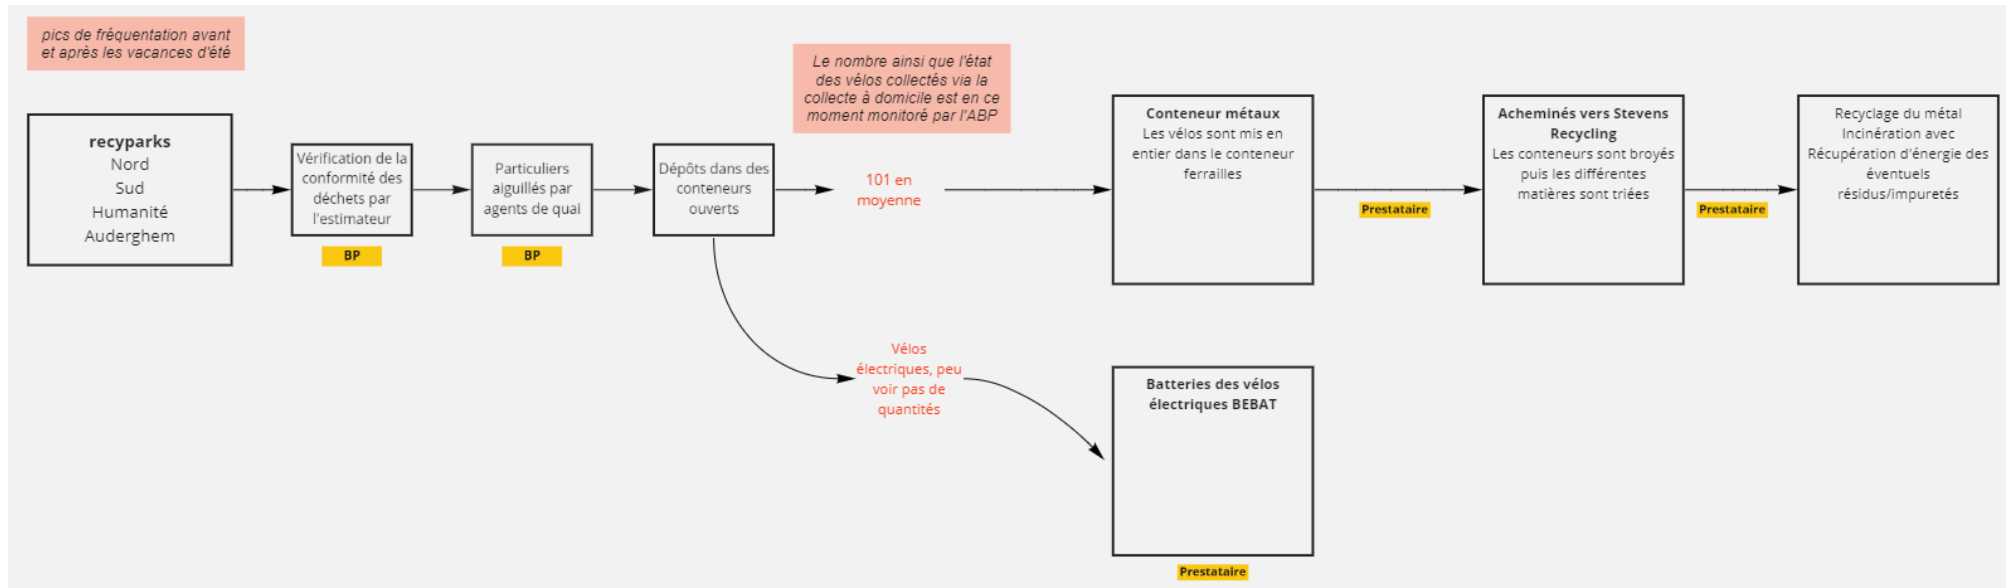 pics de fréquentation avant
et après les vacances d'été
recyparks
Nord
Sud
Humanité
Auderghem
Vérification de la
conformité des
déchets par
l'estimateur
BP
Particuliers
aiguillés par
agents de quai
BP
Dépôts dans des
conteneurs
ouverts
Le nombre ainsi que l'état
des vélos collectés via la
collecte à domicile est en ce
moment monitoré par l'ABP
101 en
moyenne
Conteneur métaux
Les vélos sont mis en
entier dans le conteneur
ferrailles
Prestataire
Acheminés vers Stevens
Recycling
Les conteneurs sont broyés
puis les différentes
matières sont triées
Prestataire
Recyclage du métal
Incinération avec
Récupération d'énergie des
éventuels
résidus/impuretés
Vélos
électriques, peu
voir pas de
quantités
Batteries des vélos
électriques BEBAT
Prestataire